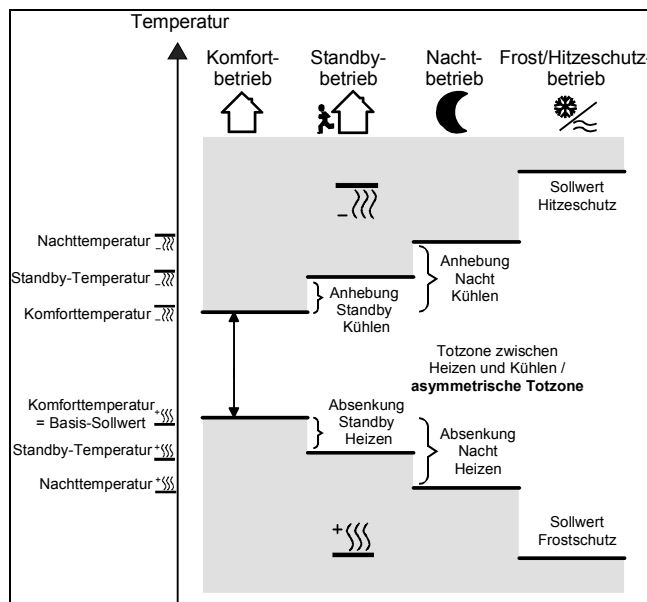 Temperatur
Komfort-
betrieb
Standby-
betrieb
Nacht-
betrieb
Frost/Hitzeschutz-
betrieb
Sollwert
Hitzeschutz
Nachttemperatur
Standby-Temperatur
Komforttemperatur
Anhebung
Standby
Kühlen
Anhebung
Nacht
Kühlen
Totzone zwischen
Heizen und Kühlen /
asymmetrische Totzone
Komforttemperatur
= Basis-Sollwert
Standby-Temperatur
Nachttemperatur
Absenkung
Standby
Heizen
Absenkung
Nacht
Heizen
Sollwert
Frostschutz